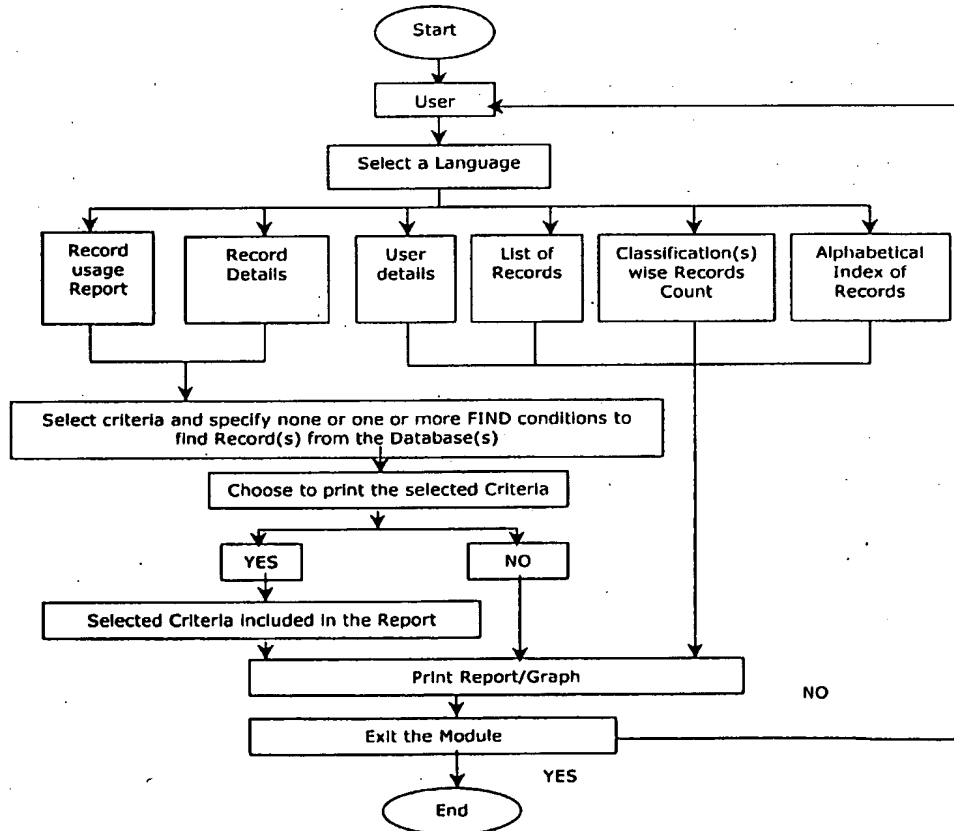 Start
User
Select a Language
Record
usage
Report
Record
Details
User
details
List of
Records
Classification(s)
wise Records
Count
Alphabetical
Index of
Records
Select criteria and specify none or one or more FIND conditions to
find Record(s) from the Database(s)
Choose to print the selected Criteria
YES
NO
Selected Criteria included in the Report
Print Report/Graph
NO
Exit the Module
YES
End